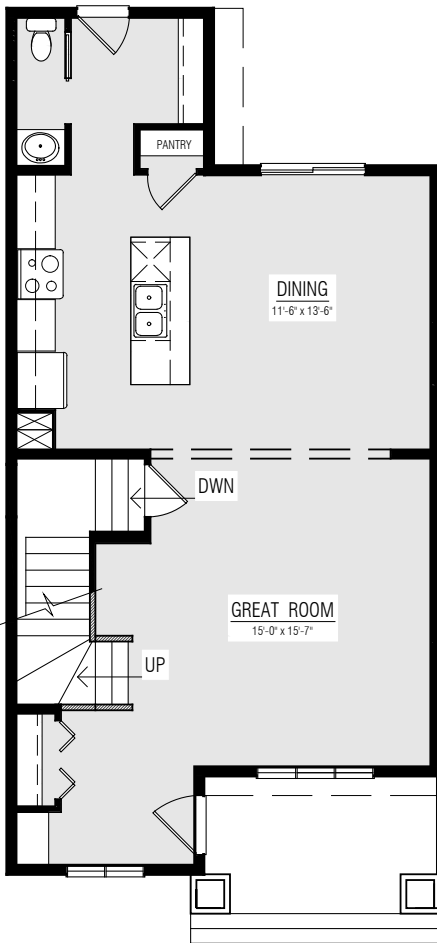 PANTRY
DINING
11'-6" x 13'-6"
DWN
GREAT ROOM
15'-0" x 15'-7"
UP